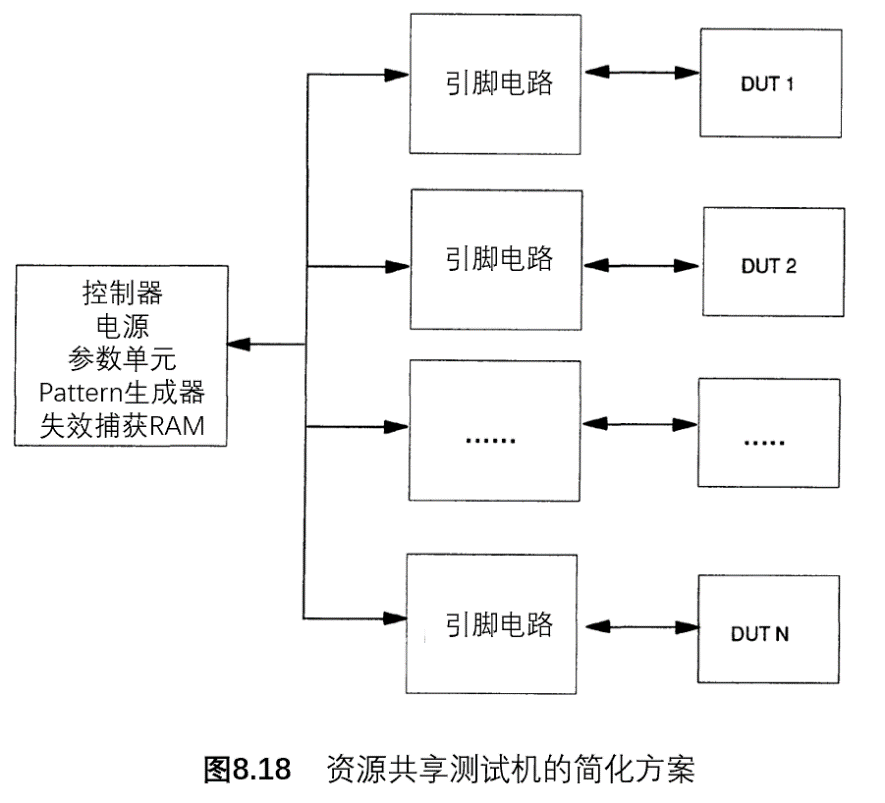 引脚电路
DUT 1
引脚电路
DUT 2
控制器
电源
参数单元
Pattern生成器
失效捕获RAM
......
.....
引脚电路
DUT N
图8.18 资源共享测试机的简化方案